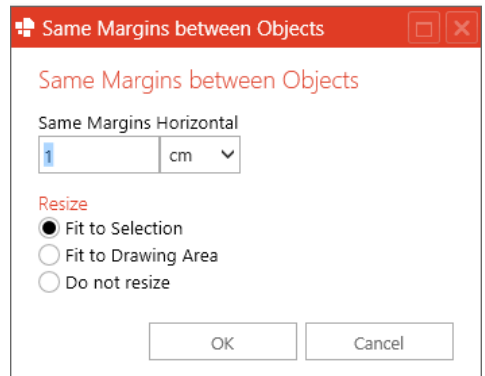 Same Margins between Objects
Same Margins between Objects
Same Margins Horizontal
1 cm
Resize
Fit to Selection
Fit to Drawing Area
Do not resize
OK Cancel